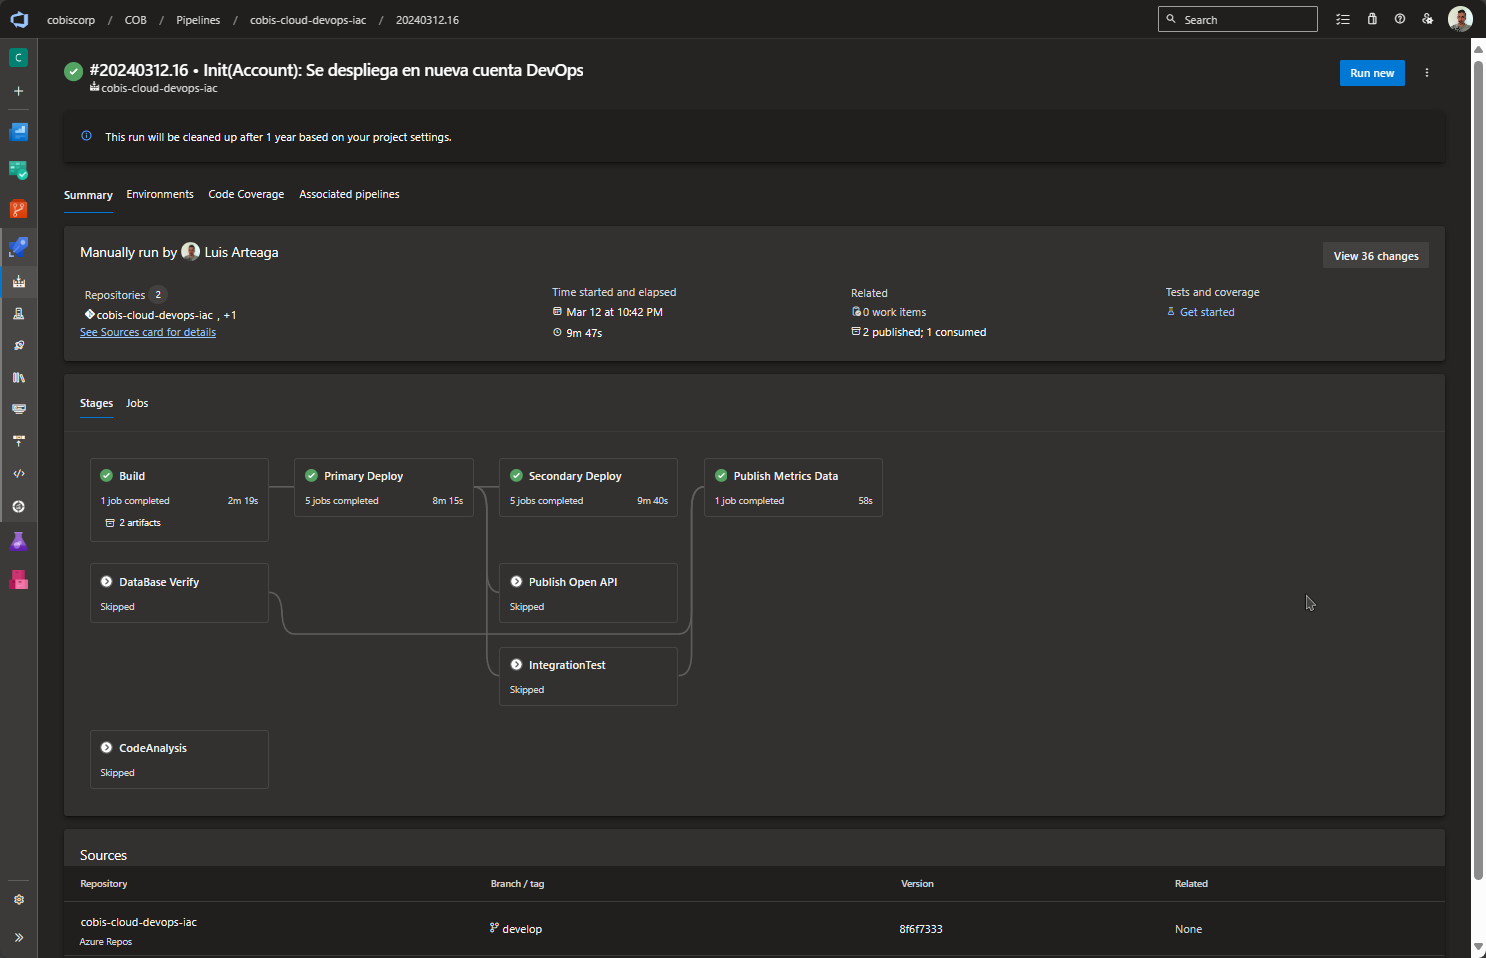 cobiscorp / COB / Pipelines / cobis-cloud-devops-iac / 20240312.16
Search
C
#20240312.16 • Init(Account): Se despliega en nueva cuenta DevOps
cobis-cloud-devops-iac
Run new
This run will be cleaned up after 1 year based on your project settings.
Summary Environments Code Coverage Associated pipelines
Manually run by Luis Arteaga
View 36 changes
Repositories 2
cobis-cloud-devops-iac , +1
See Sources card for details
Time started and elapsed
Mar 12 at 10:42 PM
9m 47s
Related
0 work items
2 published; 1 consumed
Tests and coverage
Get started
Stages Jobs
Build
1 job completed 2m 19s
2 artifacts
Primary Deploy
5 jobs completed 8m 15s
Secondary Deploy
5 jobs completed 9m 40s
Publish Metrics Data
1 job completed 58s
DataBase Verify
Skipped
Publish Open API
Skipped
IntegrationTest
Skipped
CodeAnalysis
Skipped
Sources
Repository Branch / tag Version Related
cobis-cloud-devops-iac
Azure Repos
develop 8f6f7333 None